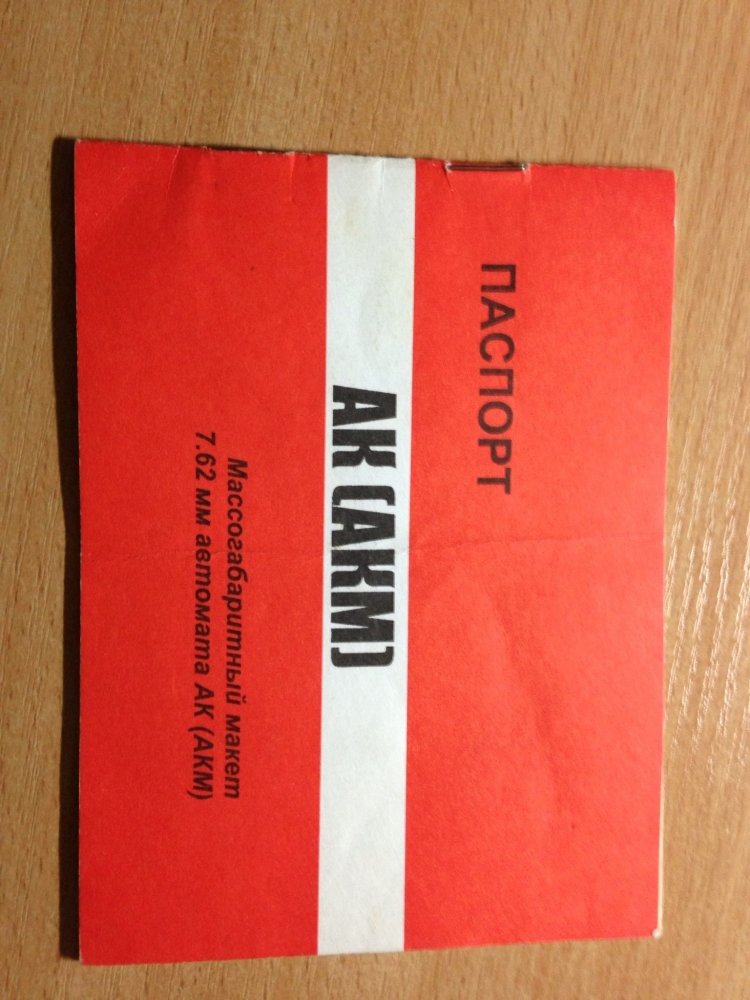 ПАСПОРТ
АК (АКМ)
Массогабаритный макет
7.62 мм автомата АК (АКМ)